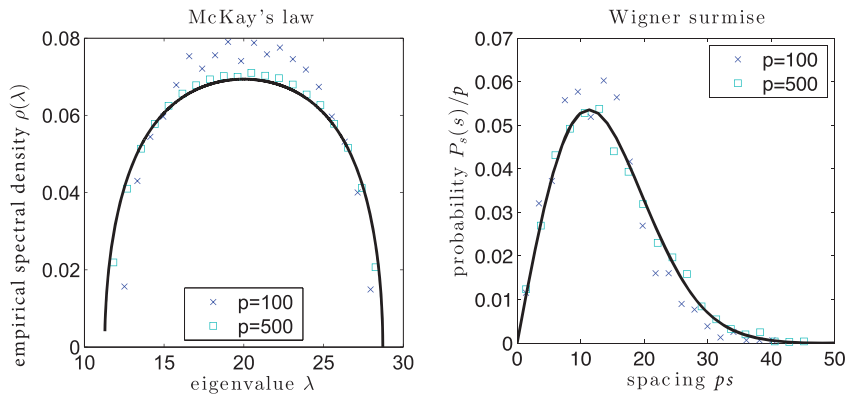 McKay's law
empirical spectral density ρ(λ)
0.08
0.06
0.04
0.02
0
10
15
20
25
30
p=100
p=500
eigenvalue λ
Wigner surmise
probability Pₛ(s)/p
0.07
0.06
0.05
0.04
0.03
0.02
0.01
0
0
10
20
30
40
50
p=100
p=500
spacing ps